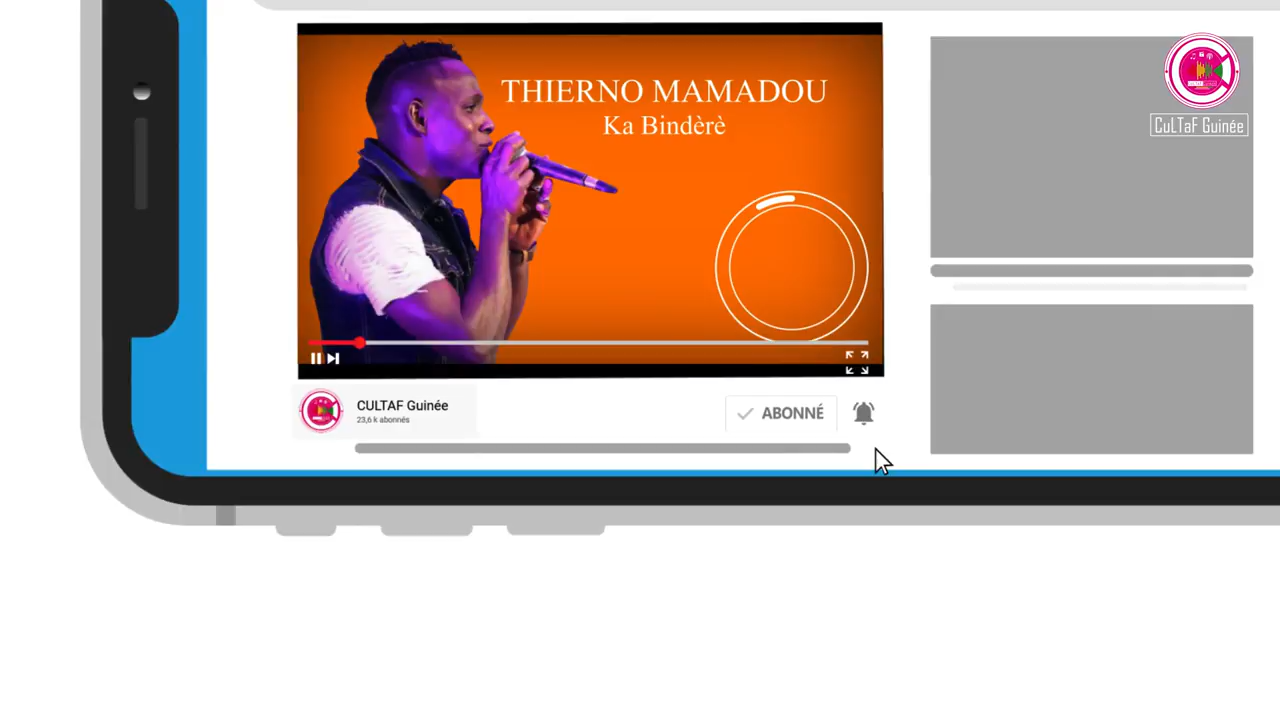 THIERNO MAMADOU
Ka Bindèrè
CuLTaF Guinée
CULTAF Guinée
23,6 k abonnés
ABONNÉ